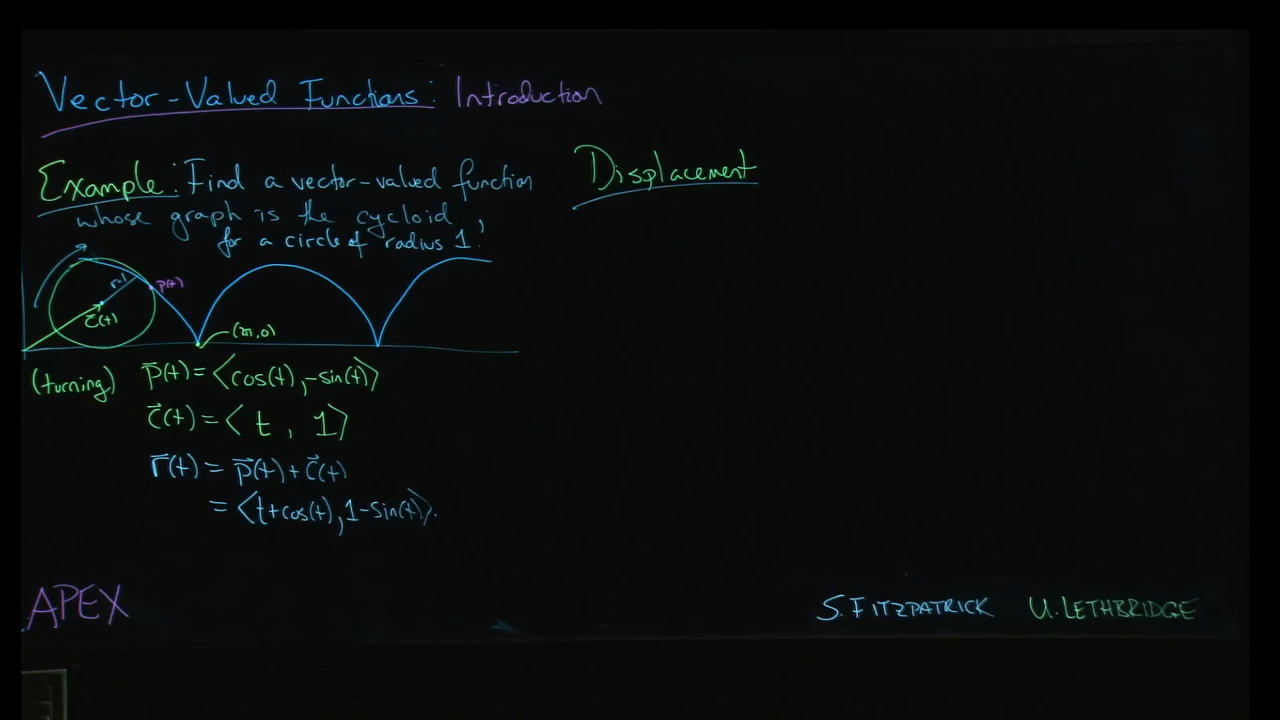 Vector-Valued Functions: Introduction
Example: Find a vector-valued function
whose graph is the cycloid
for a circle of radius 1.
r=1
p(t)
c⃗(t)
(2π,0)
(turning) p⃗(t) = ⟨cos(t), -sin(t)⟩
c⃗(t) = ⟨t, 1⟩
r⃗(t) = p⃗(t) + c⃗(t)
= ⟨t+cos(t), 1-sin(t)⟩.
Displacement
APEX
S. FITZPATRICK U. LETHBRIDGE